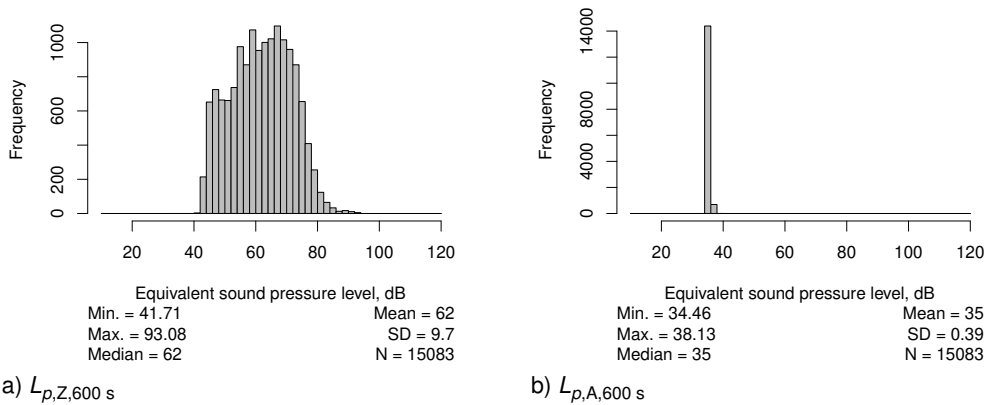 Frequency
0
200
600
1000
20 40 60 80 100 120
Equivalent sound pressure level, dB
Min. = 41.71 Mean = 62
Max. = 93.08 SD = 9.7
Median = 62 N = 15083
a) Lp,Z,600 s
Frequency
0
4000
8000
14000
20 40 60 80 100 120
Equivalent sound pressure level, dB
Min. = 34.46 Mean = 35
Max. = 38.13 SD = 0.39
Median = 35 N = 15083
b) Lp,A,600 s